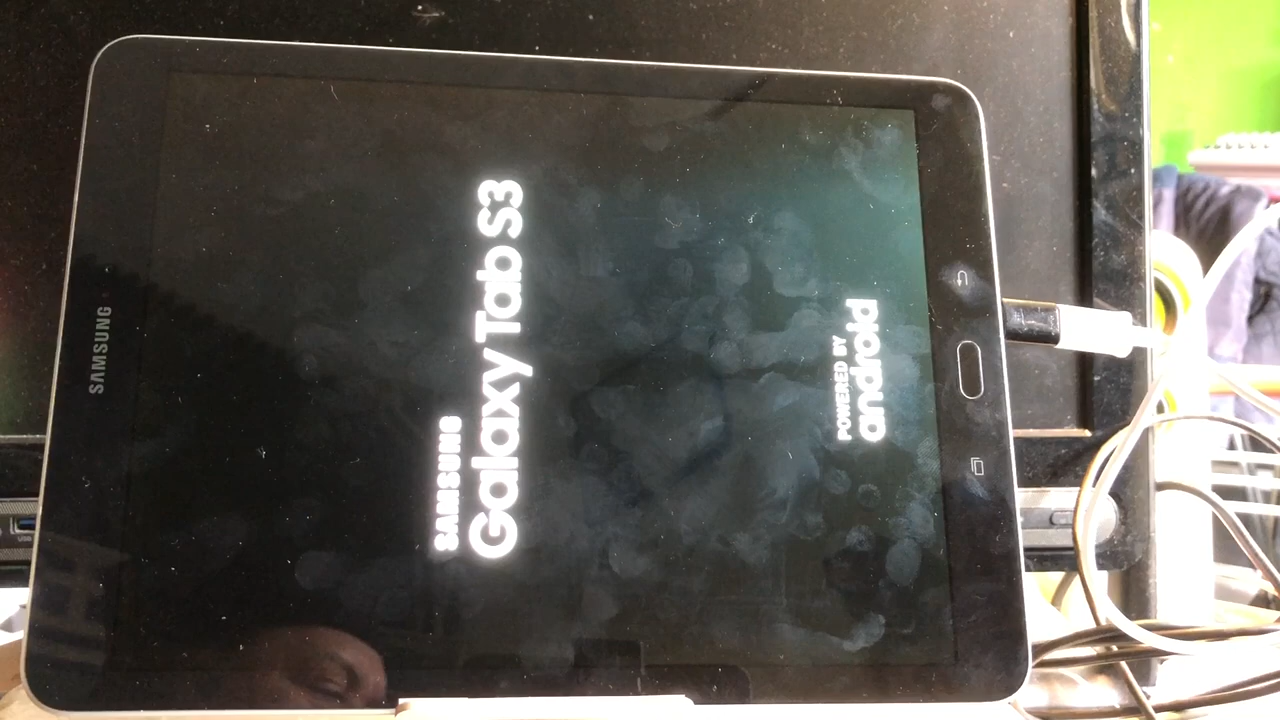 SAMSUNG
SAMSUNG
Galaxy Tab S3
POWERED BY
android